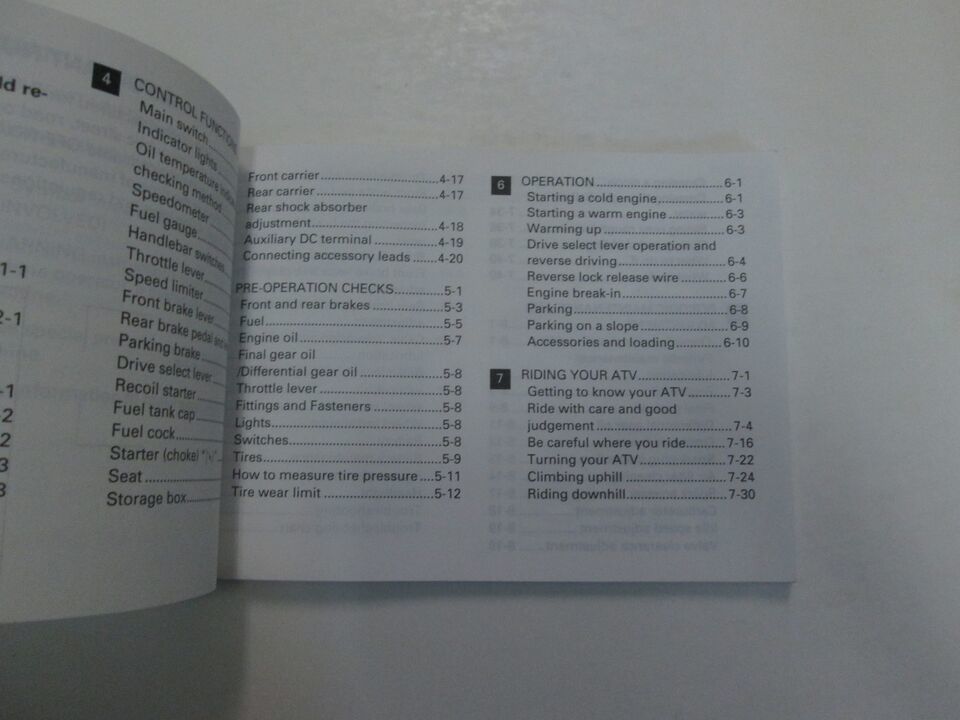 ld re-
1-1
2-1
-1
-2
2
3
3
4 CONTROL FUNCTIONS
Main switch
Indicator lights
Oil temperature
checking method
Speedometer
Fuel gauge
Handlebar switches
Throttle lever
Speed limiter
Front brake lever
Rear brake pedal
Parking brake
Drive select lever
Recoil starter
Fuel tank cap
Fuel cock
Starter (choke)
Seat
Storage box
Front carrier 4-17
Rear carrier 4-17
Rear shock absorber
adjustment 4-18
Auxiliary DC terminal 4-19
Connecting accessory leads 4-20
PRE-OPERATION CHECKS 5-1
Front and rear brakes 5-3
Fuel 5-5
Engine oil 5-7
Final gear oil
/Differential gear oil 5-8
Throttle lever 5-8
Fittings and Fasteners 5-8
Lights 5-8
Switches 5-8
Tires 5-9
How to measure tire pressure 5-11
Tire wear limit 5-12
6 OPERATION 6-1
Starting a cold engine 6-1
Starting a warm engine 6-3
Warming up 6-3
Drive select lever operation and
reverse driving 6-4
Reverse lock release wire 6-6
Engine break-in 6-7
Parking 6-8
Parking on a slope 6-9
Accessories and loading 6-10
7 RIDING YOUR ATV 7-1
Getting to know your ATV 7-3
Ride with care and good
judgement 7-4
Be careful where you ride 7-16
Turning your ATV 7-22
Climbing uphill 7-24
Riding downhill 7-30